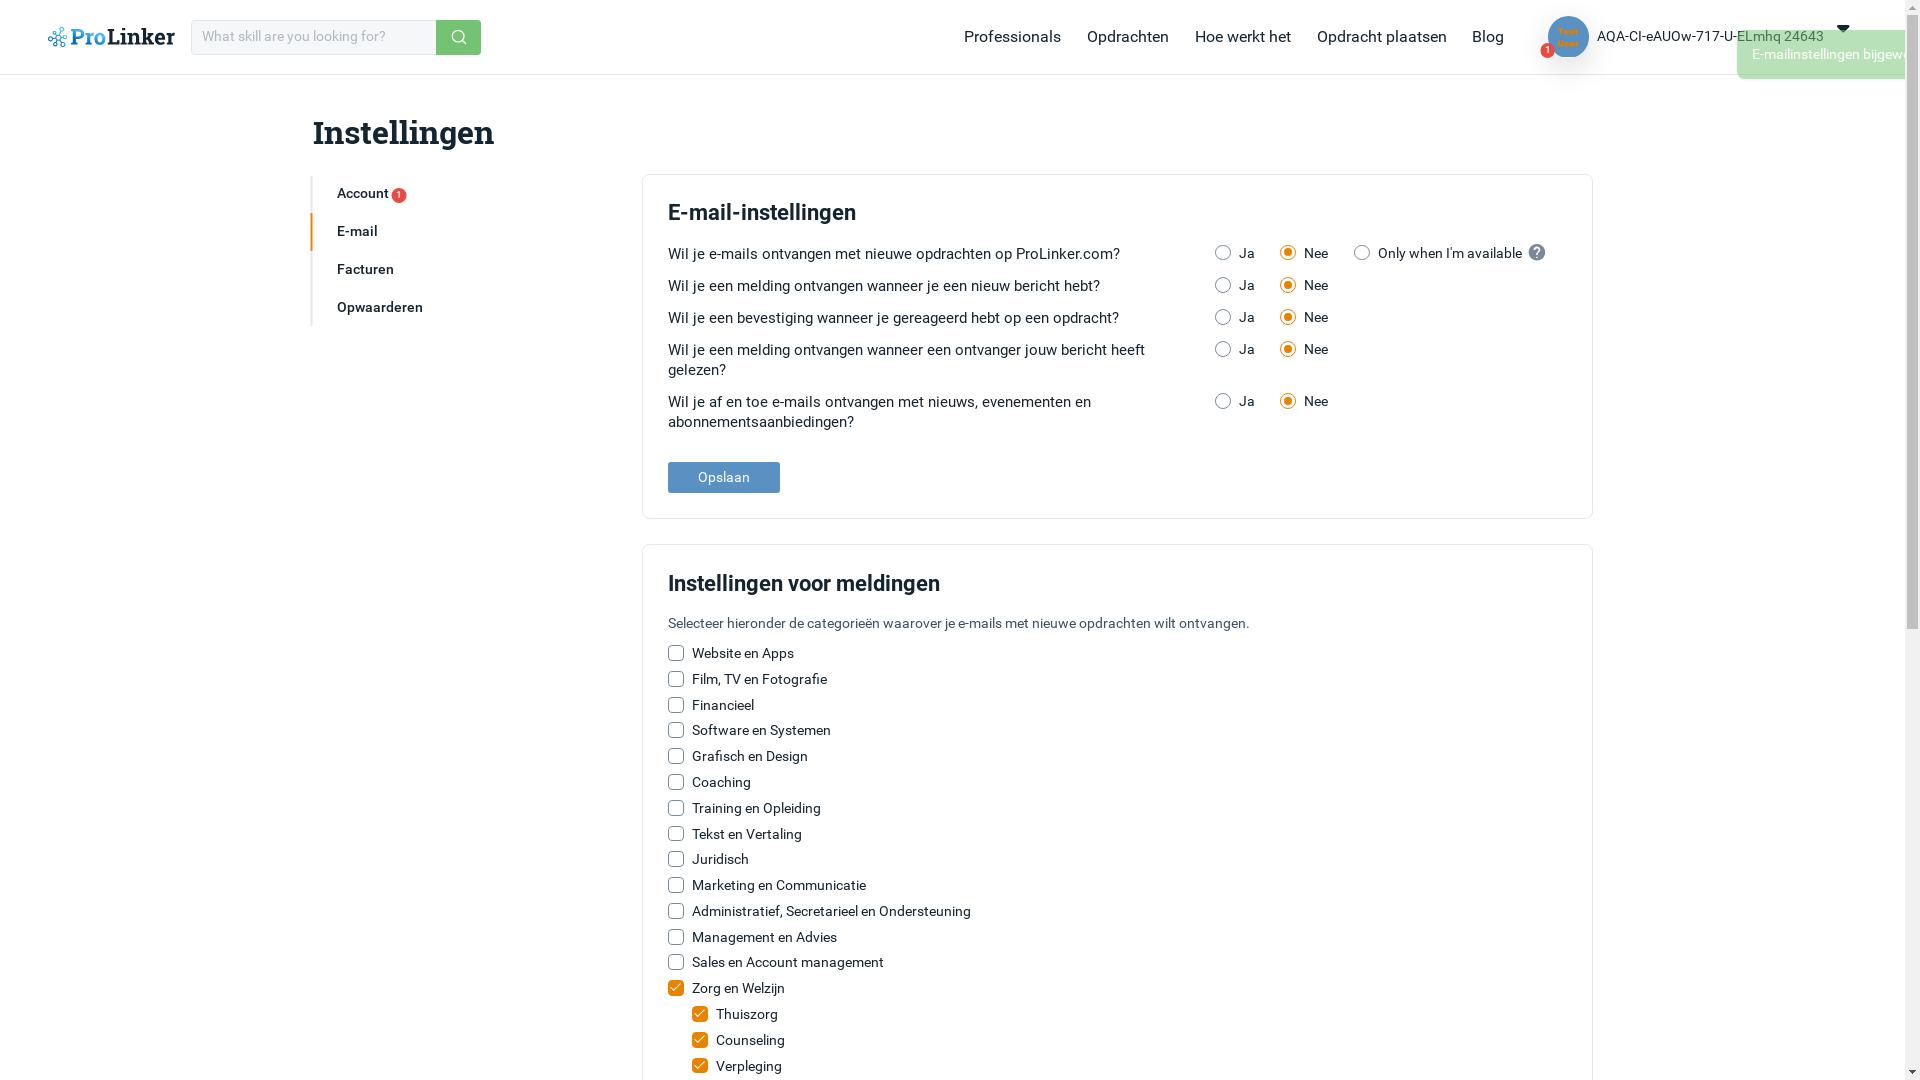 ProLinker
What skill are you looking for?
Professionals
Opdrachten
Hoe werkt het
Opdracht plaatsen
Blog
Test
User
1
AQA-CI-eAUOw-717-U-ELmhq 24643
E-mailinstellingen
Instellingen
Account 1
E-mail
Facturen
Opwaarderen
E-mail-instellingen
Wil je e-mails ontvangen met nieuwe opdrachten op ProLinker.com? Ja Nee Only when I'm available ?
Wil je een melding ontvangen wanneer je een nieuw bericht hebt? Ja Nee
Wil je een bevestiging wanneer je gereageerd hebt op een opdracht? Ja Nee
Wil je een melding ontvangen wanneer een ontvanger jouw bericht heeft Ja Nee
gelezen?
Wil je af en toe e-mails ontvangen met nieuws, evenementen en Ja Nee
abonnementsaanbiedingen?
Opslaan
Instellingen voor meldingen
Selecteer hieronder de categorieën waarover je e-mails met nieuwe opdrachten wilt ontvangen.
Website en Apps
Film, TV en Fotografie
Financieel
Software en Systemen
Grafisch en Design
Coaching
Training en Opleiding
Tekst en Vertaling
Juridisch
Marketing en Communicatie
Administratief, Secretarieel en Ondersteuning
Management en Advies
Sales en Account management
Zorg en Welzijn
Thuiszorg
Counseling
Verpleging